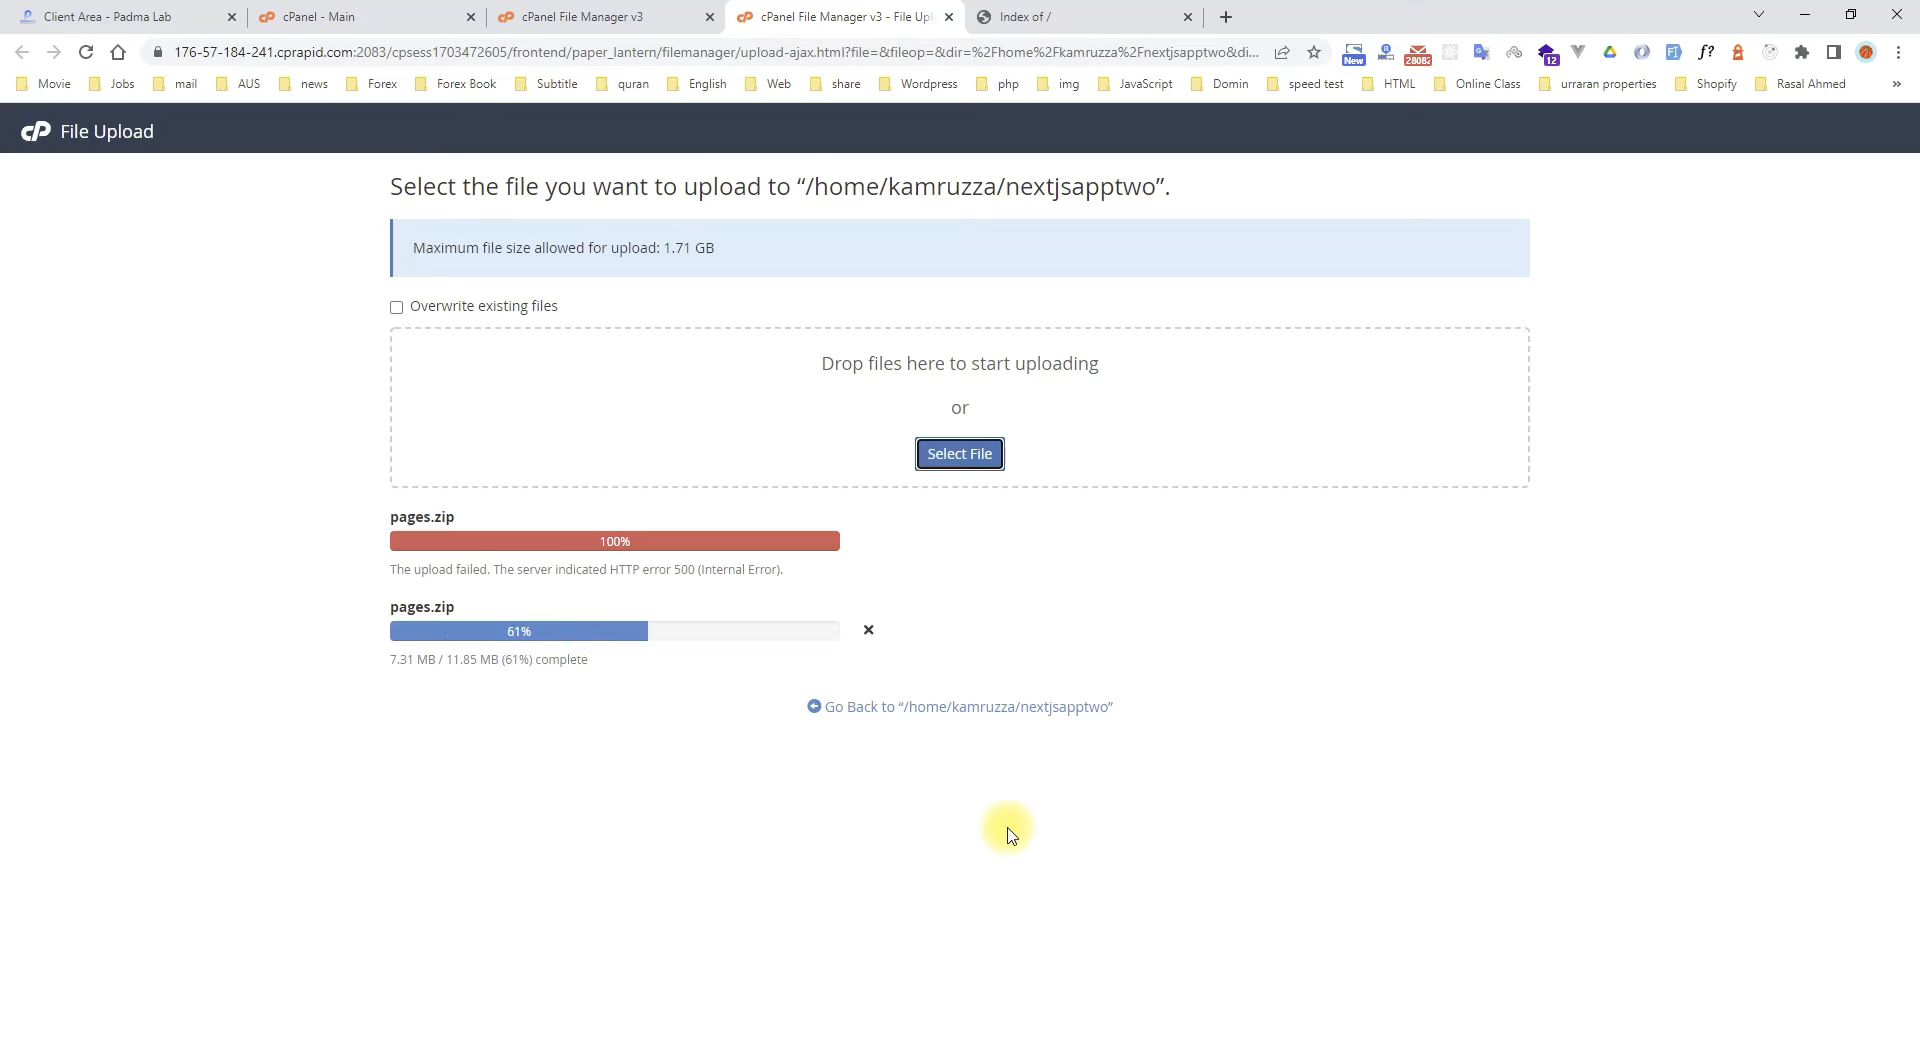 Client Area - Padma Lab
cPanel - Main
cPanel File Manager v3
cPanel File Manager v3 - File Upl
Index of /
176-57-184-241.cprapid.com:2083/cpsess1703472605/frontend/paper_lantern/filemanager/upload-ajax.html?file=&fileop=&dir=%2Fhome%2Fkamruzza%2Fnextjsapptwo&di...
New
28082
12
f?
Movie
Jobs
mail
AUS
news
Forex
Forex Book
Subtitle
quran
English
Web
share
Wordpress
php
img
JavaScript
Domin
speed test
HTML
Online Class
urraran properties
Shopify
Rasal Ahmed
»
cP File Upload
Select the file you want to upload to “/home/kamruzza/nextjsapptwo”.
Maximum file size allowed for upload: 1.71 GB
Overwrite existing files
Drop files here to start uploading
or
Select File
pages.zip
100%
The upload failed. The server indicated HTTP error 500 (Internal Error).
pages.zip
61%
7.31 MB / 11.85 MB (61%) complete
Go Back to “/home/kamruzza/nextjsapptwo”